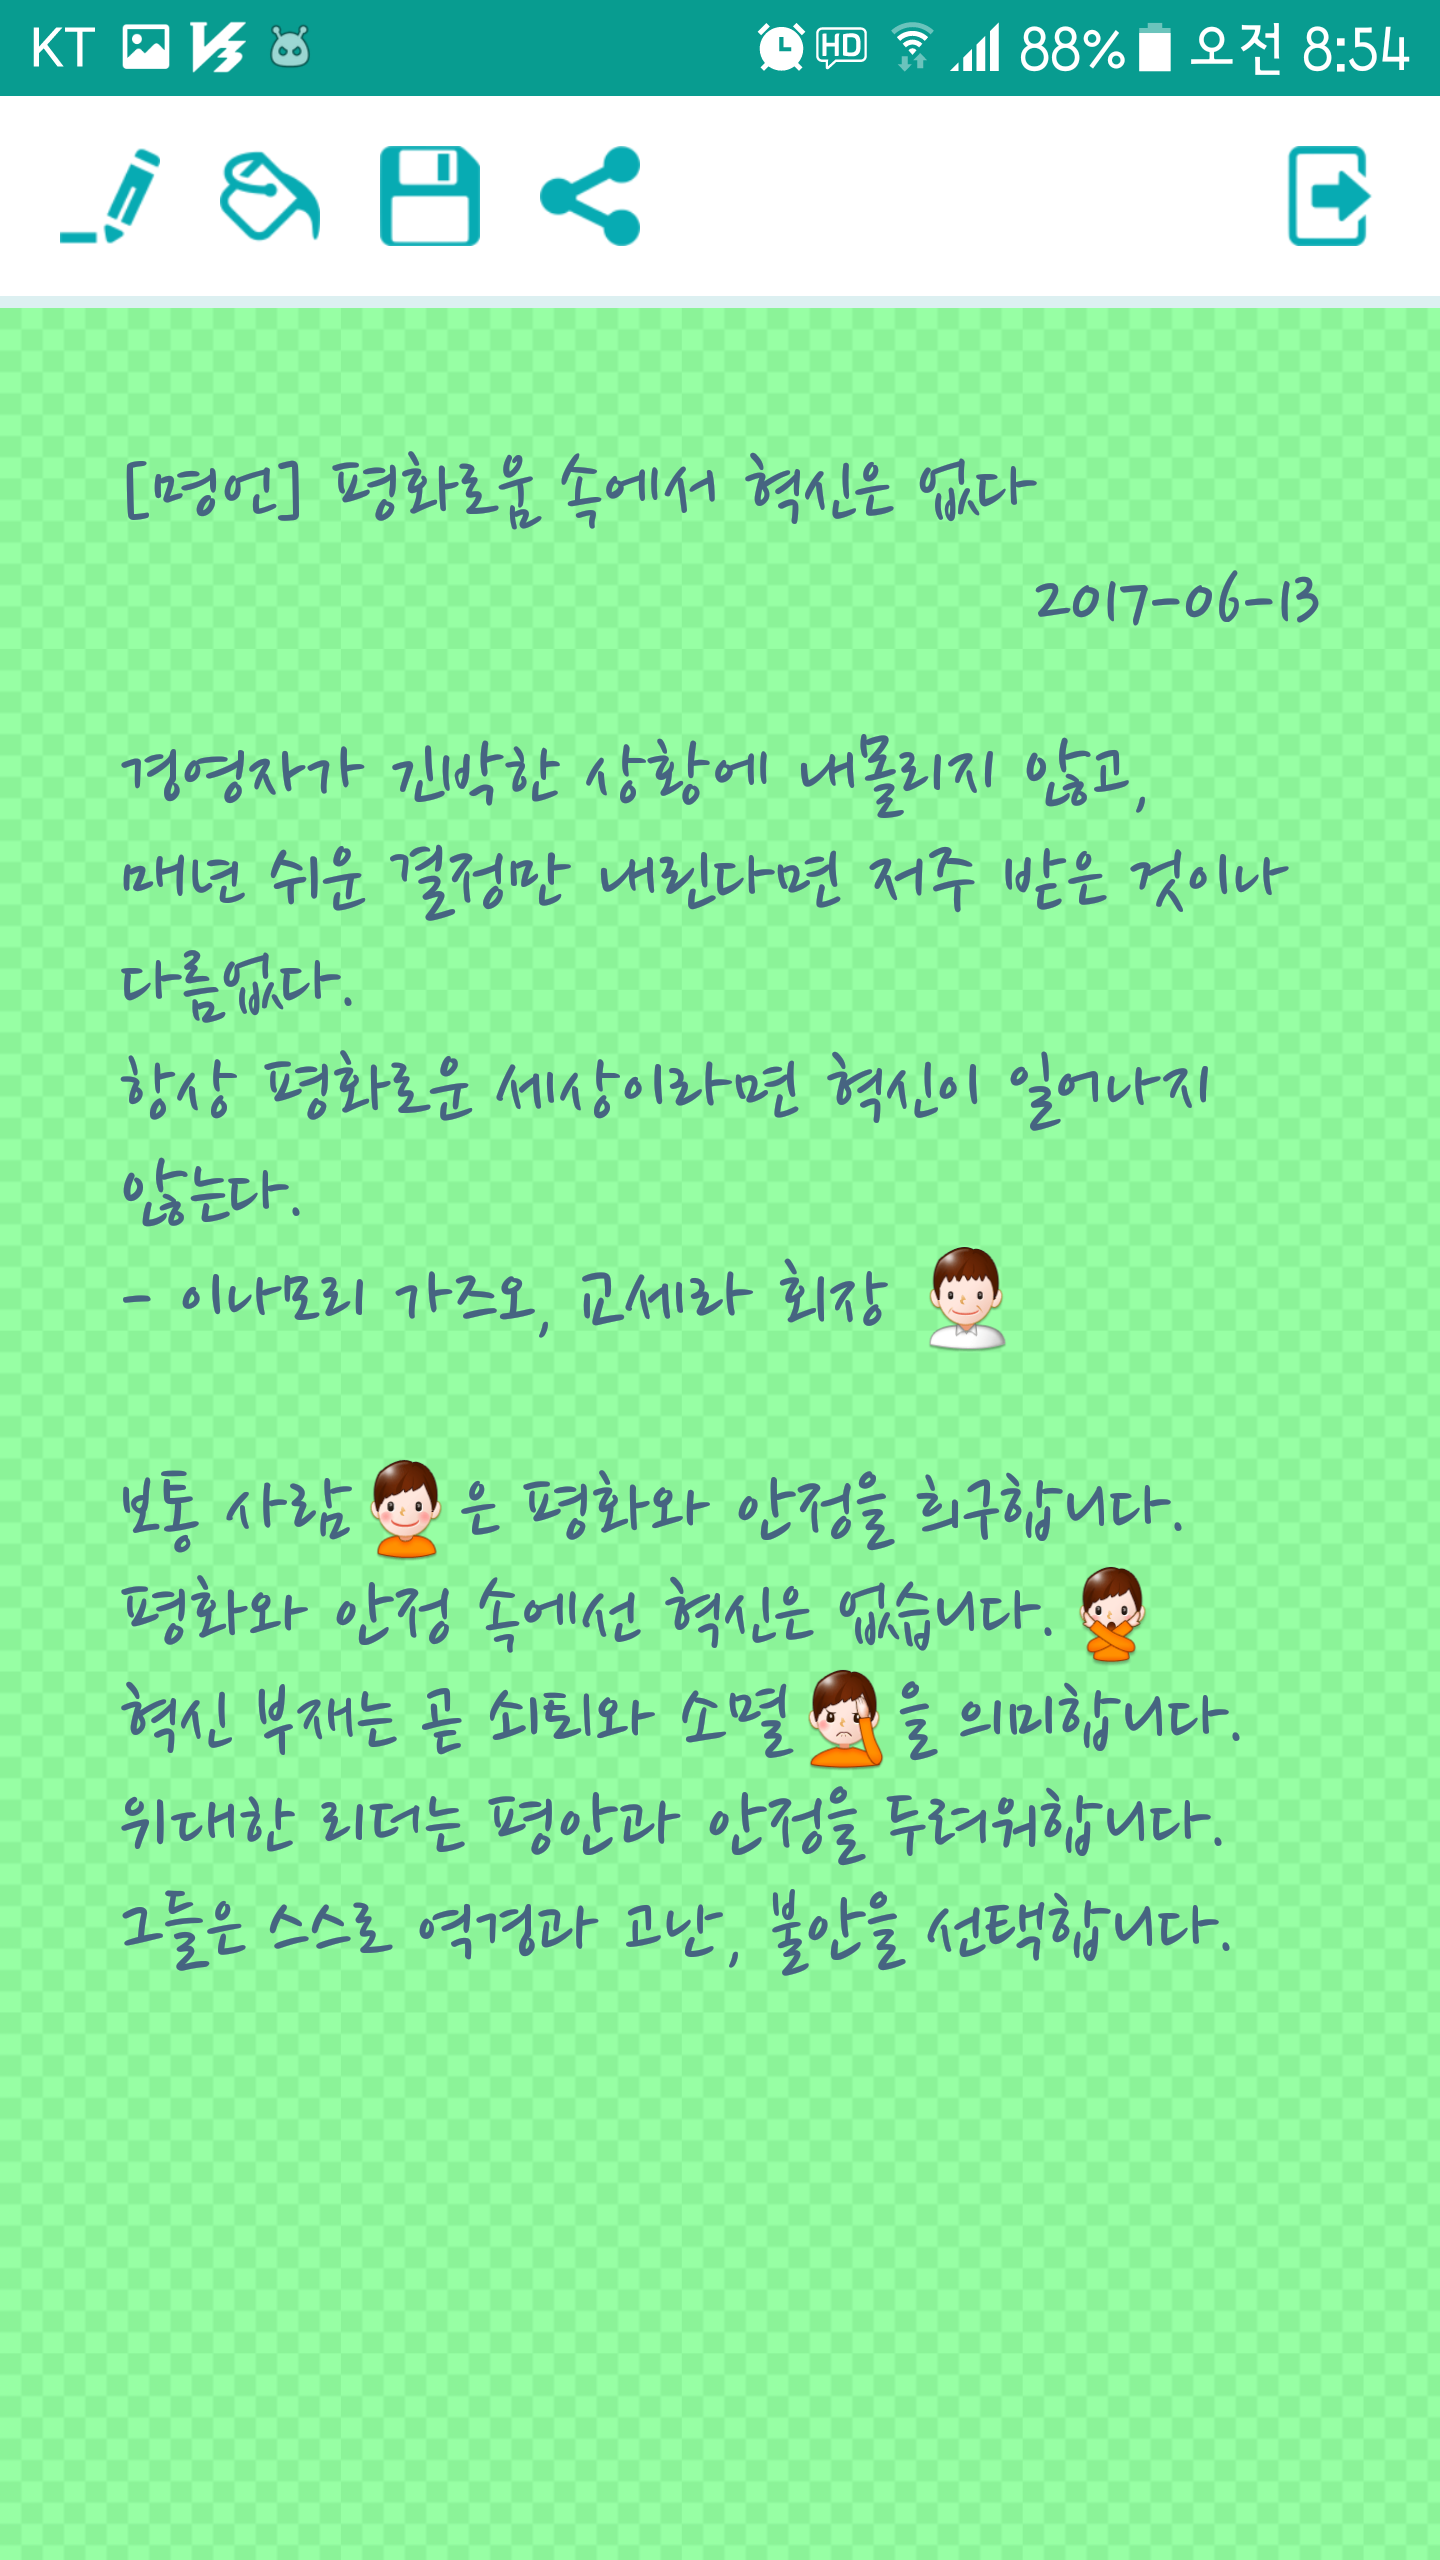 KT HD 88% 오전 8:54
[명언] 평화로움 속에서 혁신은 없다
2017-06-13
경영자가 긴박한 상황에 내몰리지 않고,
매년 쉬운 결정만 내린다면 저주 받은 것이나
다름없다.
항상 평화로운 세상이라면 혁신이 일어나지
않는다.
- 이나모리 가즈오, 교세라 회장
보통 사람은 평화와 안정을 희구합니다.
평화와 안정 속에선 혁신은 없습니다.
혁신 부재는 곧 쇠퇴와 소멸을 의미합니다.
위대한 리더는 평안과 안정을 두려워합니다.
그들은 스스로 역경과 고난, 불안을 선택합니다.